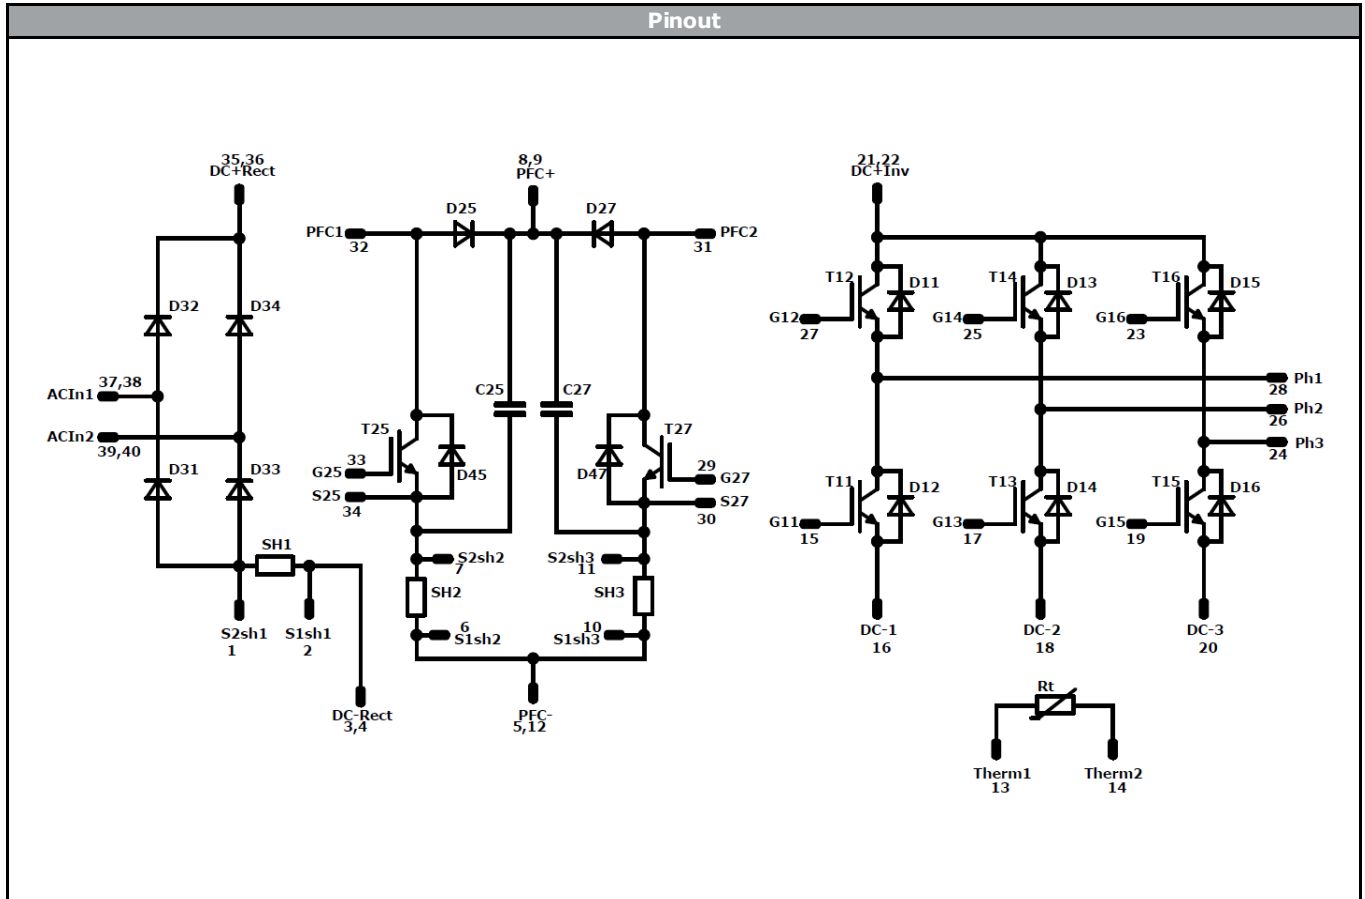 Pinout
35,36
DC+Rect
8,9
PFC+
21,22
DC+Inv
D25
D27
PFC1
32
PFC2
31
T12
D11
T14
D13
T16
D15
D32
D34
G12
27
G14
25
G16
23
37,38
ACIn1
C25
C27
Ph1
28
Ph2
26
Ph3
24
ACIn2
39,40
T25
T27
D31
D33
G25
33
D45
D47
29
G27
S25
34
S27
30
T11
D12
T13
D14
T15
D16
G11
15
G13
17
G15
19
SH1
S2sh2
7
S2sh3
11
SH2
SH3
6
S1sh2
10
S1sh3
S2sh1
1
S1sh1
2
DC-1
16
DC-2
18
DC-3
20
DC-Rect
3,4
PFC-
5,12
Rt
Therm1
13
Therm2
14